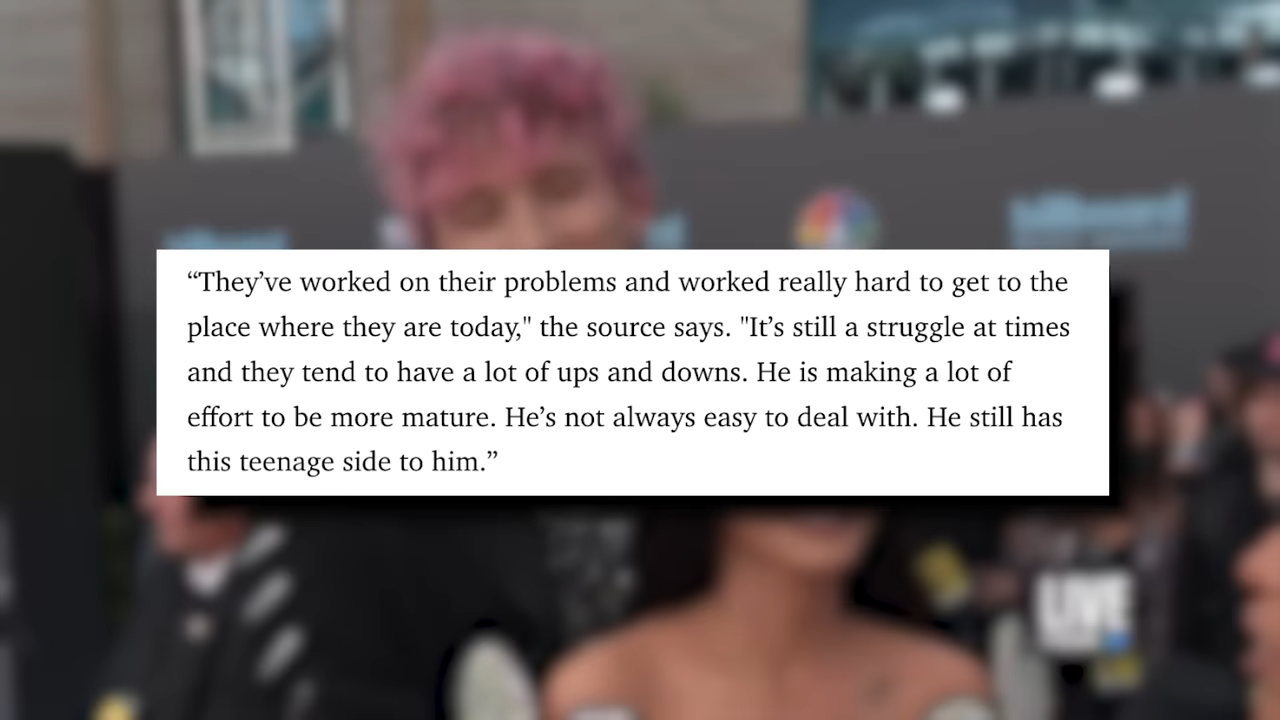 “They’ve worked on their problems and worked really hard to get to the
place where they are today," the source says. "It’s still a struggle at times
and they tend to have a lot of ups and downs. He is making a lot of
effort to be more mature. He’s not always easy to deal with. He still has
this teenage side to him.”
billboard
LIVE